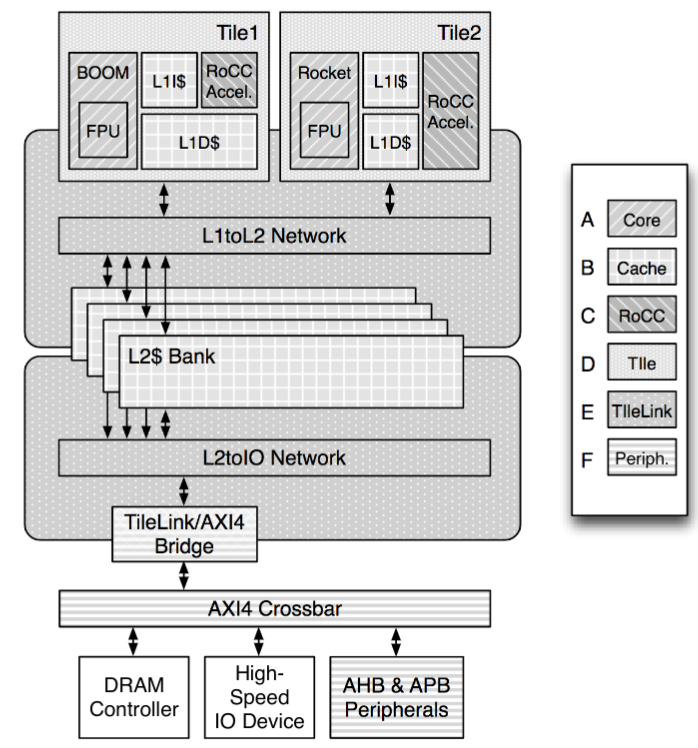 Tile1
BOOM
FPU
L1I$
RoCC
Accel.
L1D$
Tile2
Rocket
FPU
L1I$
L1D$
RoCC
Accel.
L1toL2 Network
L2$ Bank
L2toIO Network
TileLink/AXI4
Bridge
AXI4 Crossbar
DRAM
Controller
High-
Speed
IO Device
AHB & APB
Peripherals
A Core
B Cache
C RoCC
D TIle
E TIleLink
F Periph.